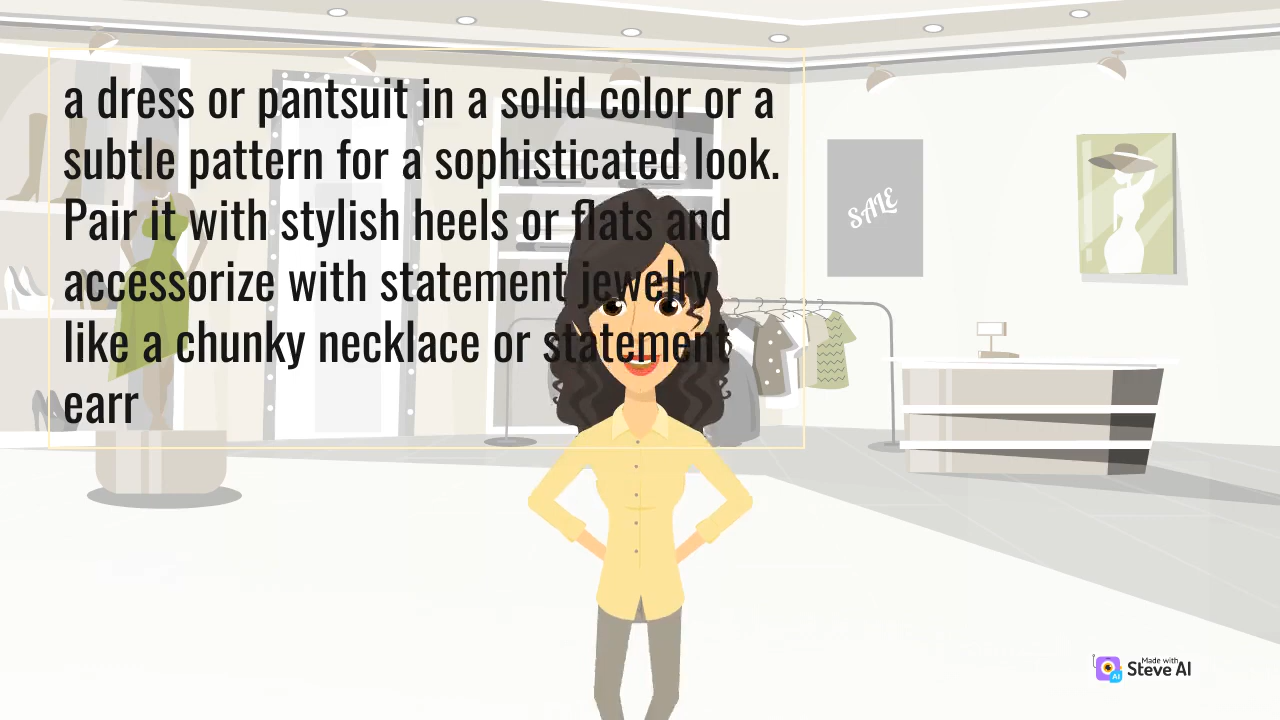 a dress or pantsuit in a solid color or a
subtle pattern for a sophisticated look.
Pair it with stylish heels or flats and
accessorize with statement jewelry
like a chunky necklace or statement
earr
SALE
Made with
Steve AI
AI